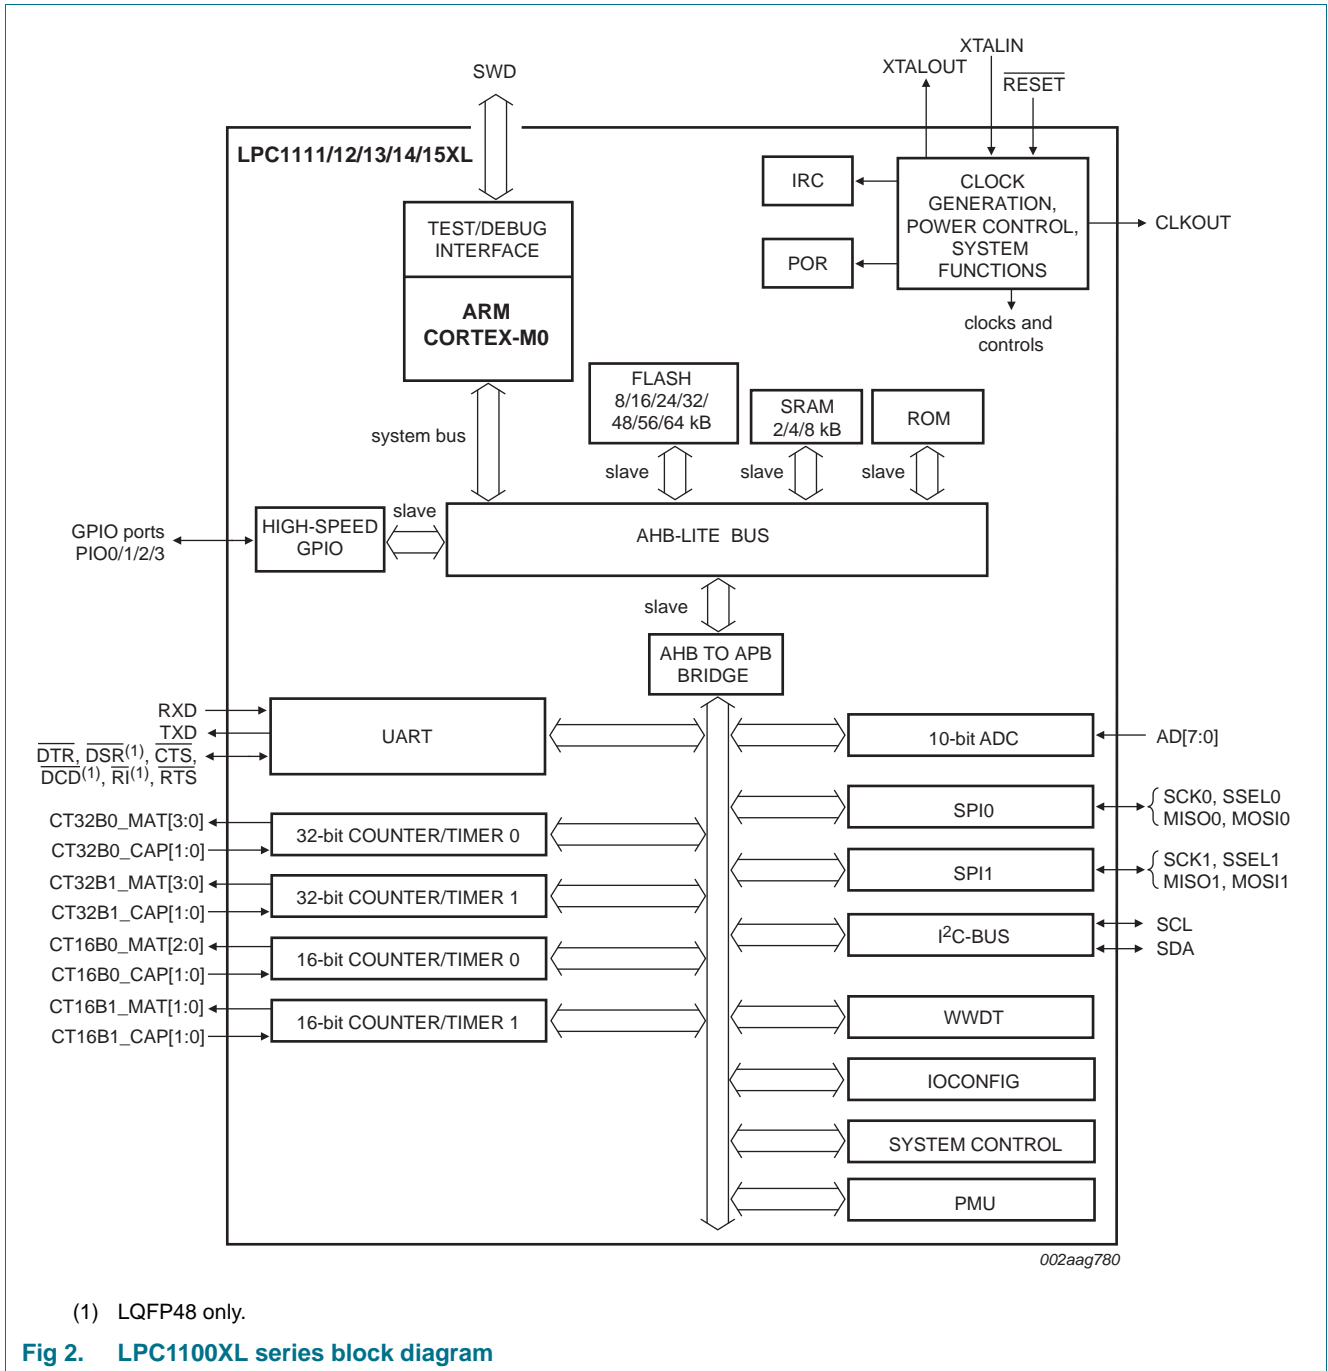 SWD
XTALIN
XTALOUT
RESET
LPC1111/12/13/14/15XL
IRC
POR
CLOCK
GENERATION,
POWER CONTROL,
SYSTEM
FUNCTIONS
CLKOUT
clocks and
controls
TEST/DEBUG
INTERFACE
ARM
CORTEX-M0
system bus
FLASH
8/16/24/32/
48/56/64 kB
SRAM
2/4/8 kB
ROM
slave
slave
slave
GPIO ports
PIO0/1/2/3
HIGH-SPEED
GPIO
slave
AHB-LITE BUS
slave
AHB TO APB
BRIDGE
RXD
TXD
DTR, DSR(1), CTS,
DCD(1), RI(1), RTS
UART
CT32B0_MAT[3:0]
CT32B0_CAP[1:0]
32-bit COUNTER/TIMER 0
CT32B1_MAT[3:0]
CT32B1_CAP[1:0]
32-bit COUNTER/TIMER 1
CT16B0_MAT[2:0]
CT16B0_CAP[1:0]
16-bit COUNTER/TIMER 0
CT16B1_MAT[1:0]
CT16B1_CAP[1:0]
16-bit COUNTER/TIMER 1
10-bit ADC
AD[7:0]
SPI0
SCK0, SSEL0
MISO0, MOSI0
SPI1
SCK1, SSEL1
MISO1, MOSI1
I2C-BUS
SCL
SDA
WWDT
IOCONFIG
SYSTEM CONTROL
PMU
002aag780
(1) LQFP48 only.
Fig 2. LPC1100XL series block diagram